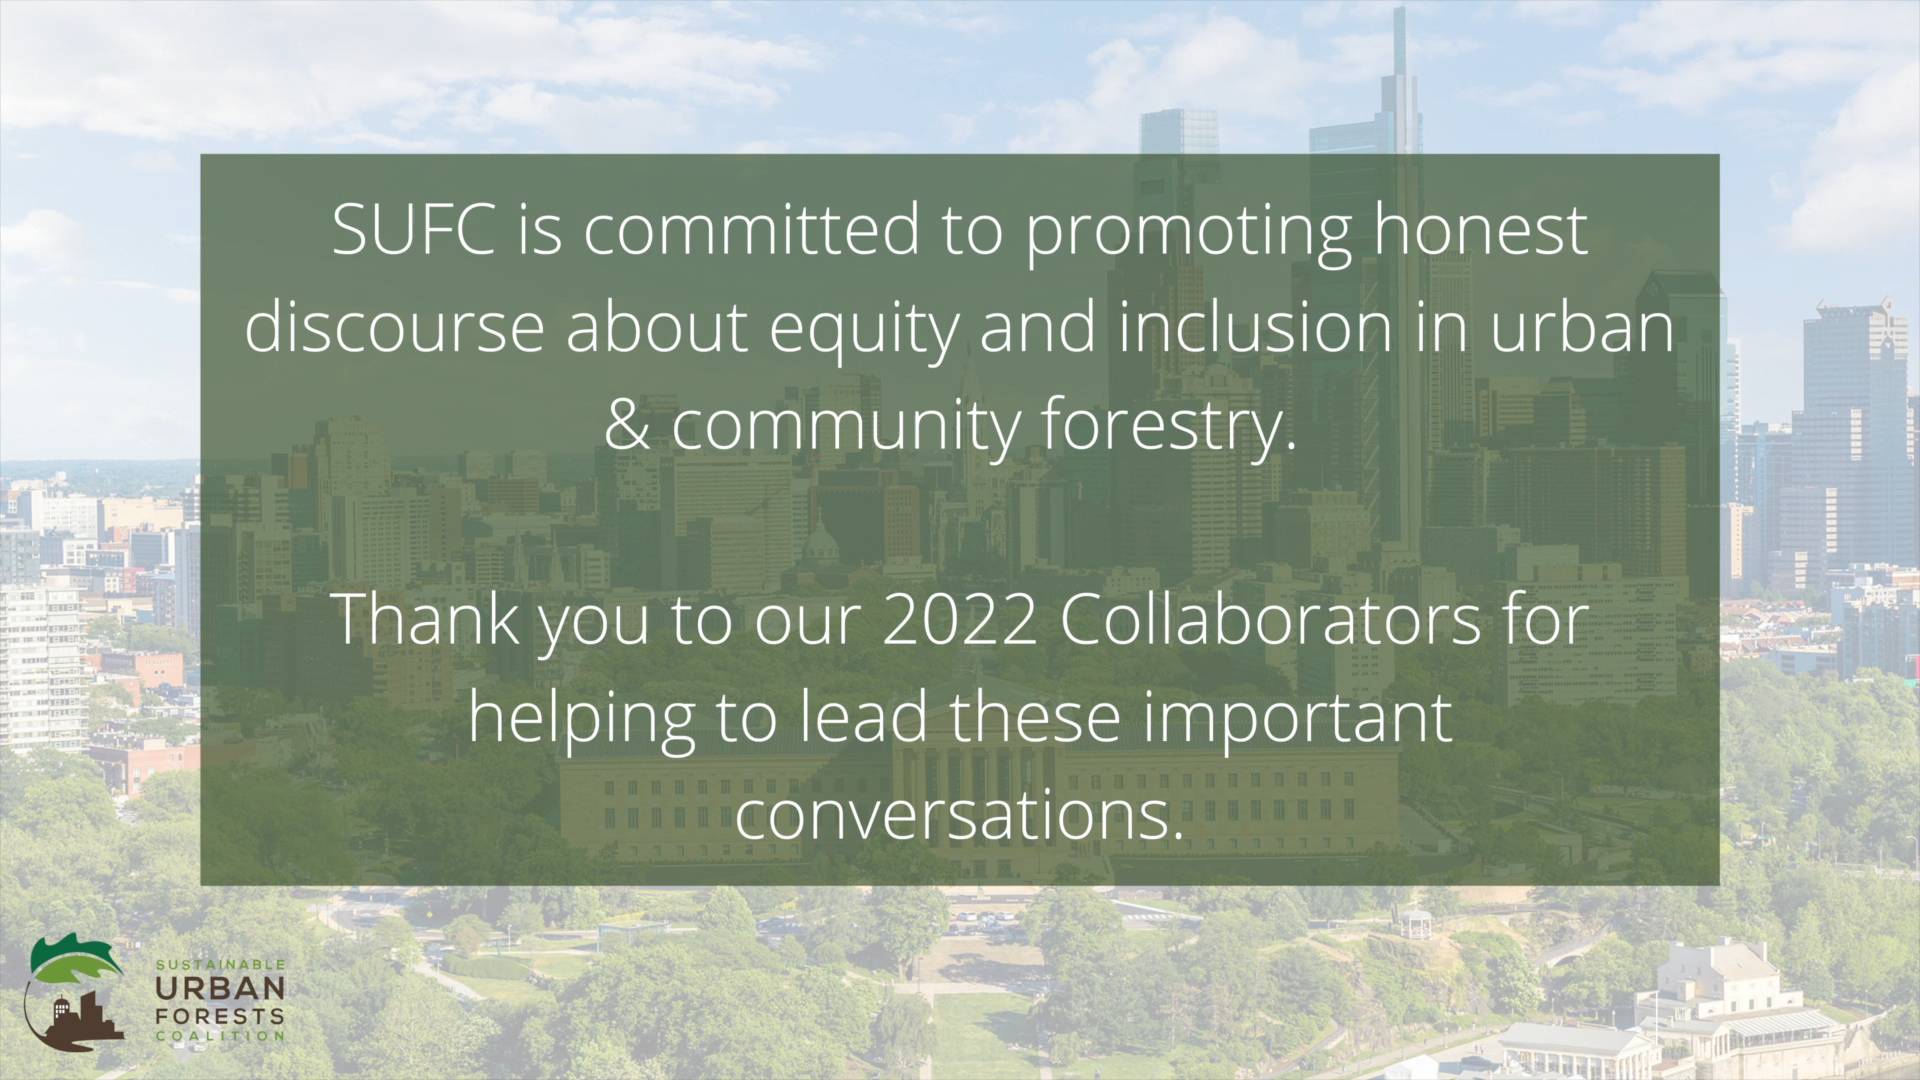 SUFC is committed to promoting honest
discourse about equity and inclusion in urban
& community forestry.
Thank you to our 2022 Collaborators for
helping to lead these important
conversations.
SUSTAINABLE
URBAN
FORESTS
COALITION